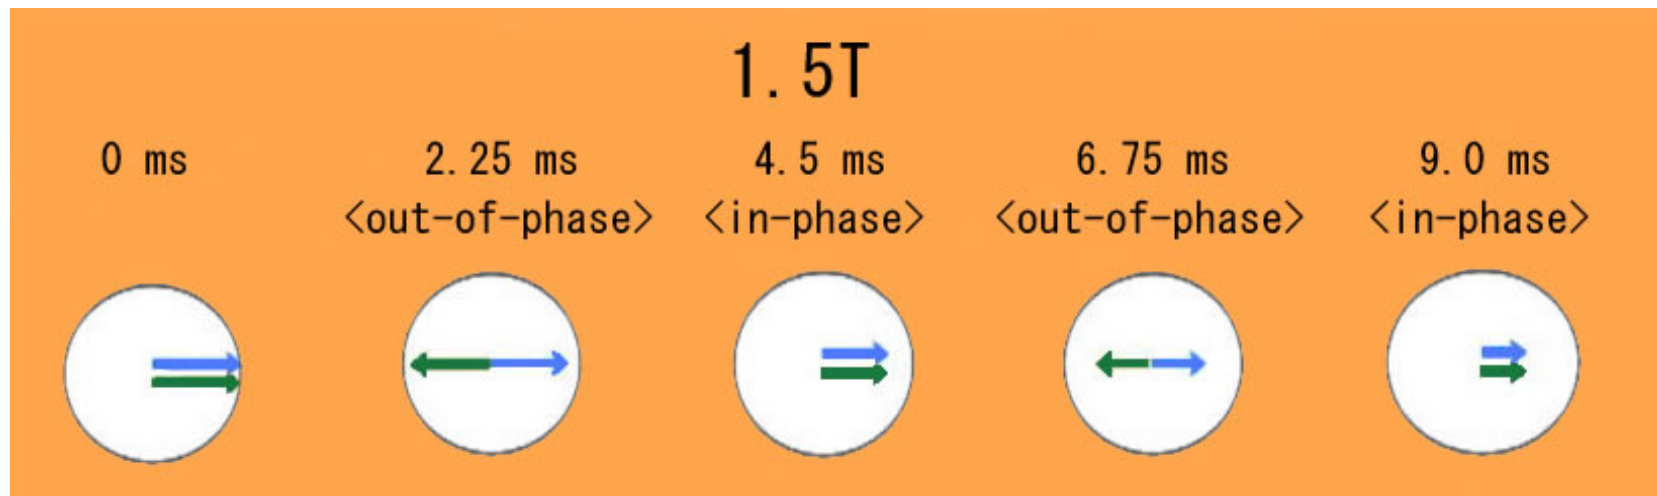 1.5T
0 ms 2.25 ms 4.5 ms 6.75 ms 9.0 ms
<out-of-phase> <in-phase> <out-of-phase> <in-phase>